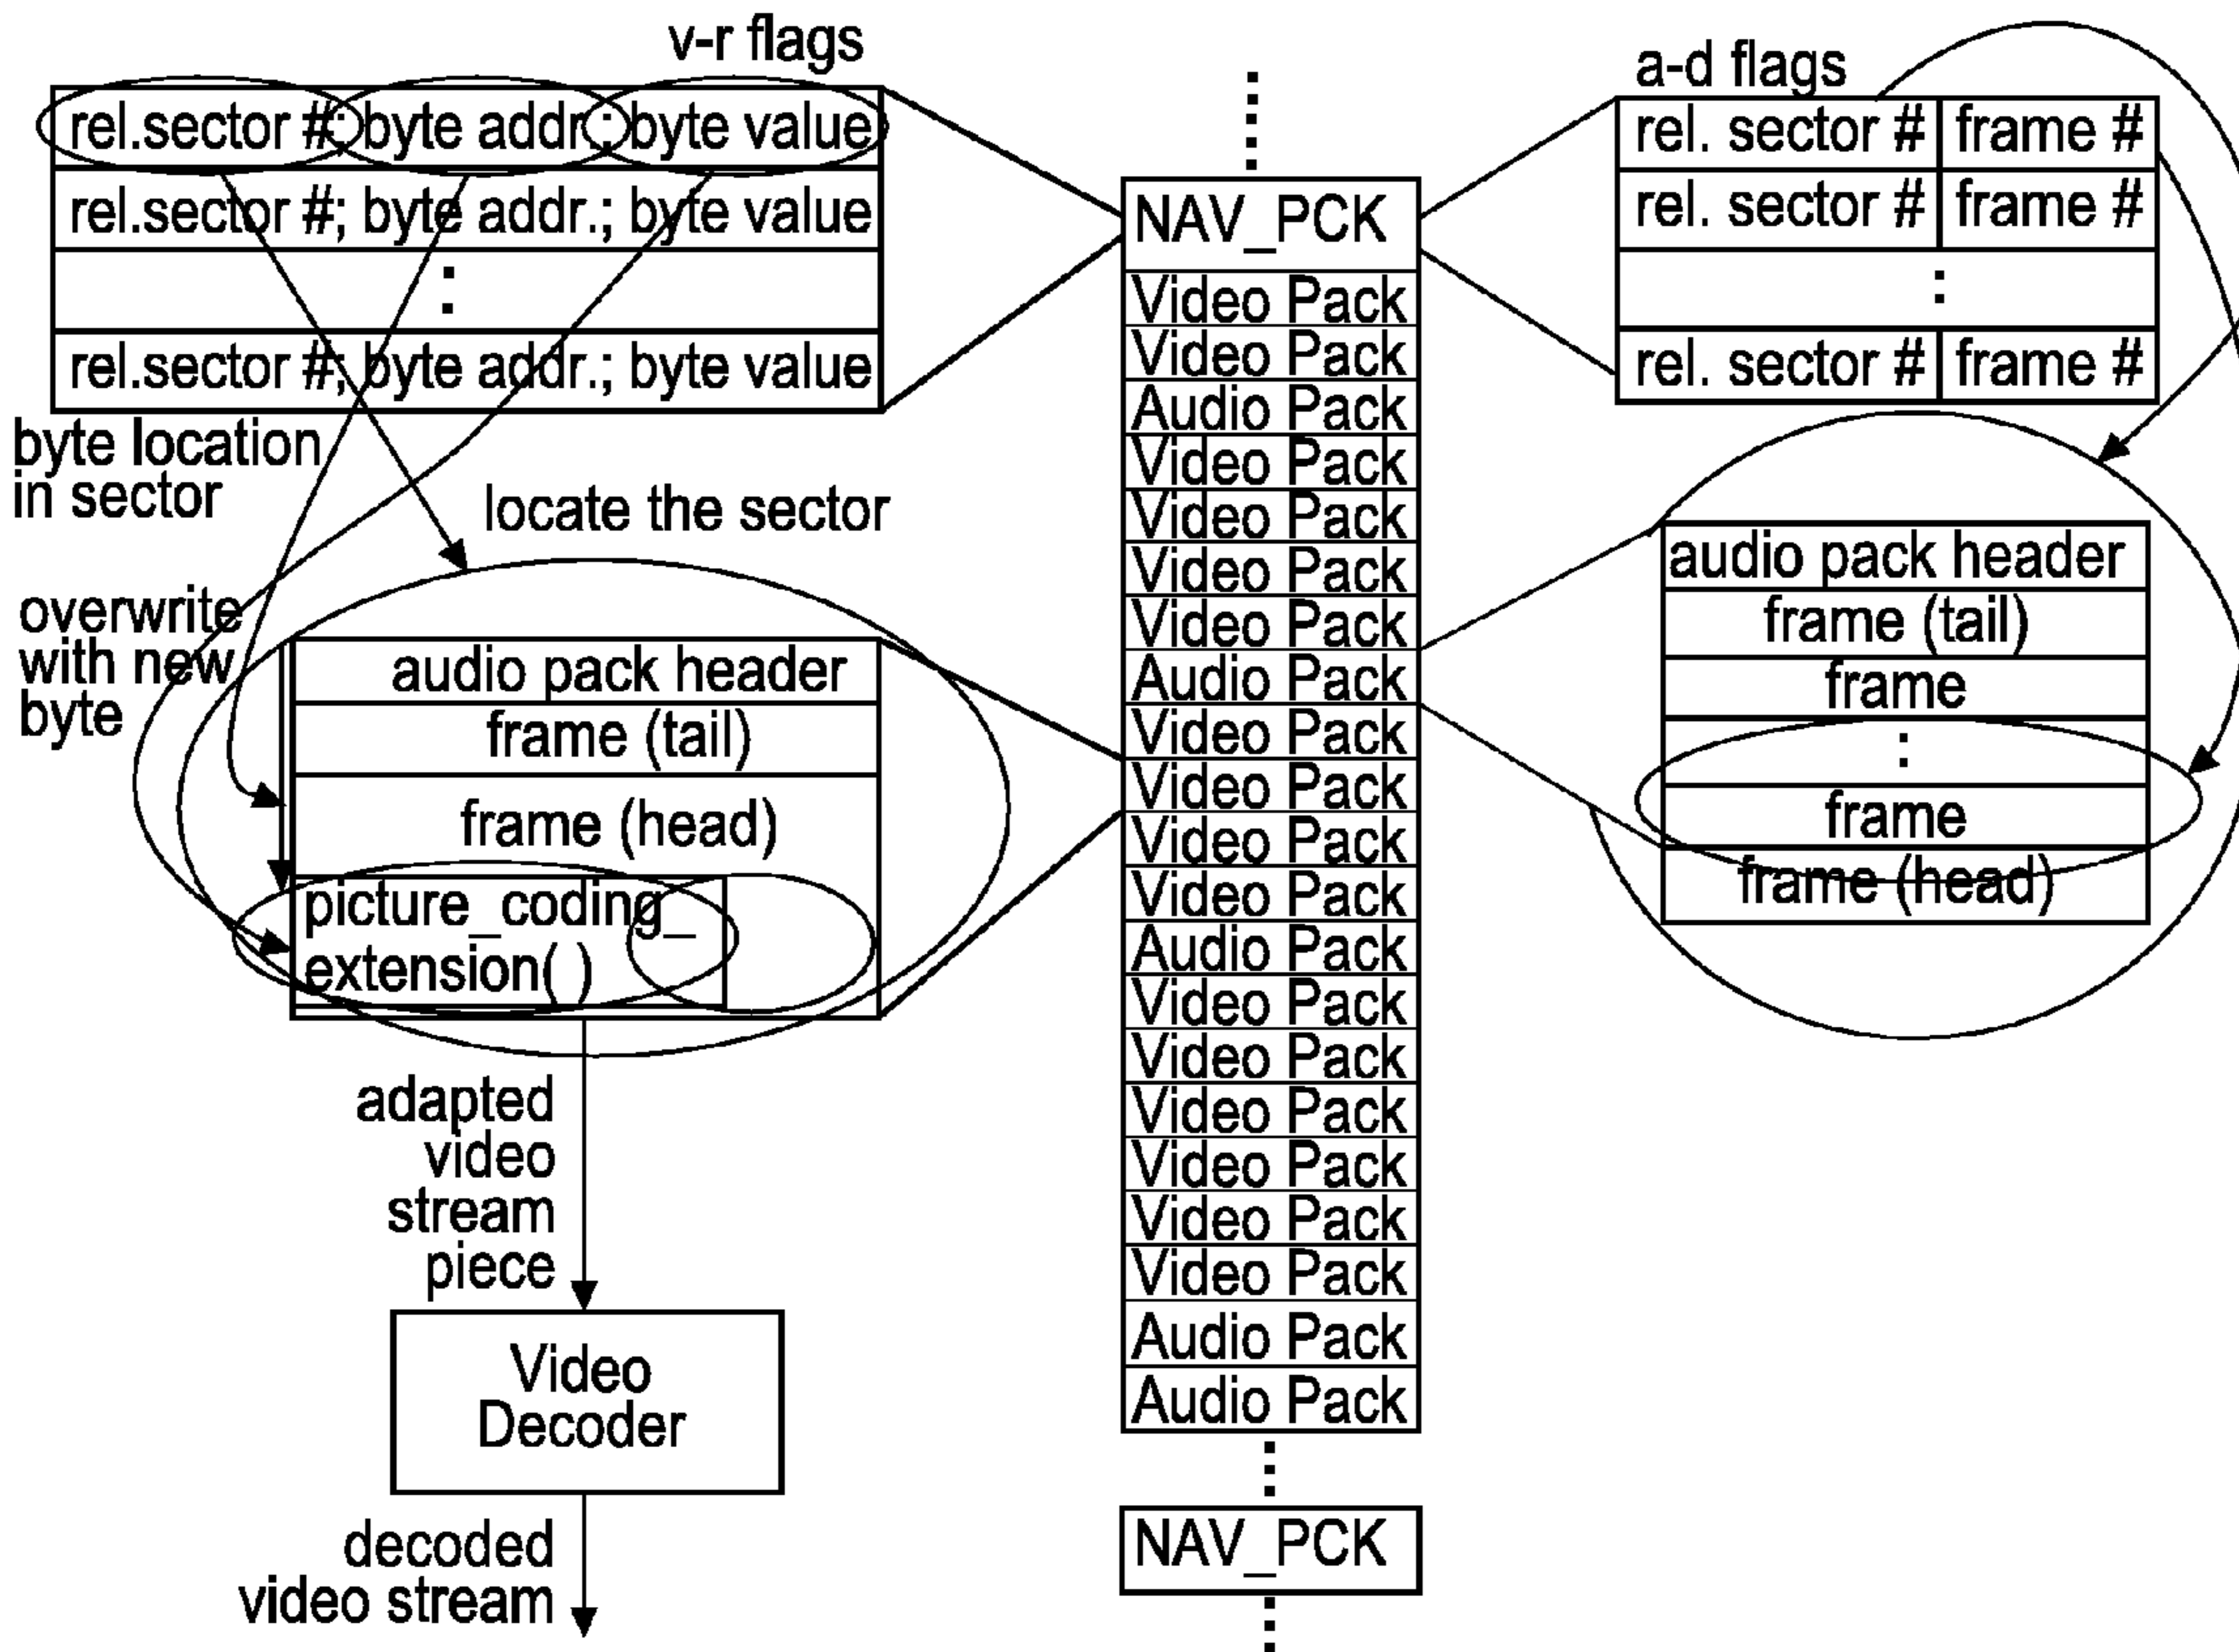 v-r flags
rel.sector #; byte addr.; byte value
rel.sector #; byte addr.; byte value
:
rel.sector #; byte addr.; byte value
byte location
in sector
locate the sector
overwrite
with new
byte
audio pack header
frame (tail)
frame (head)
picture_coding_
extension( )
adapted
video
stream
piece
Video
Decoder
decoded
video stream
NAV_PCK
Video Pack
Video Pack
Audio Pack
Video Pack
Video Pack
Video Pack
Video Pack
Audio Pack
Video Pack
Video Pack
Video Pack
Video Pack
Audio Pack
Video Pack
Video Pack
Video Pack
Video Pack
Video Pack
Video Pack
Audio Pack
Audio Pack
NAV_PCK
a-d flags
rel. sector # frame #
rel. sector # frame #
:
rel. sector # frame #
audio pack header
frame (tail)
frame
:
frame
frame (head)